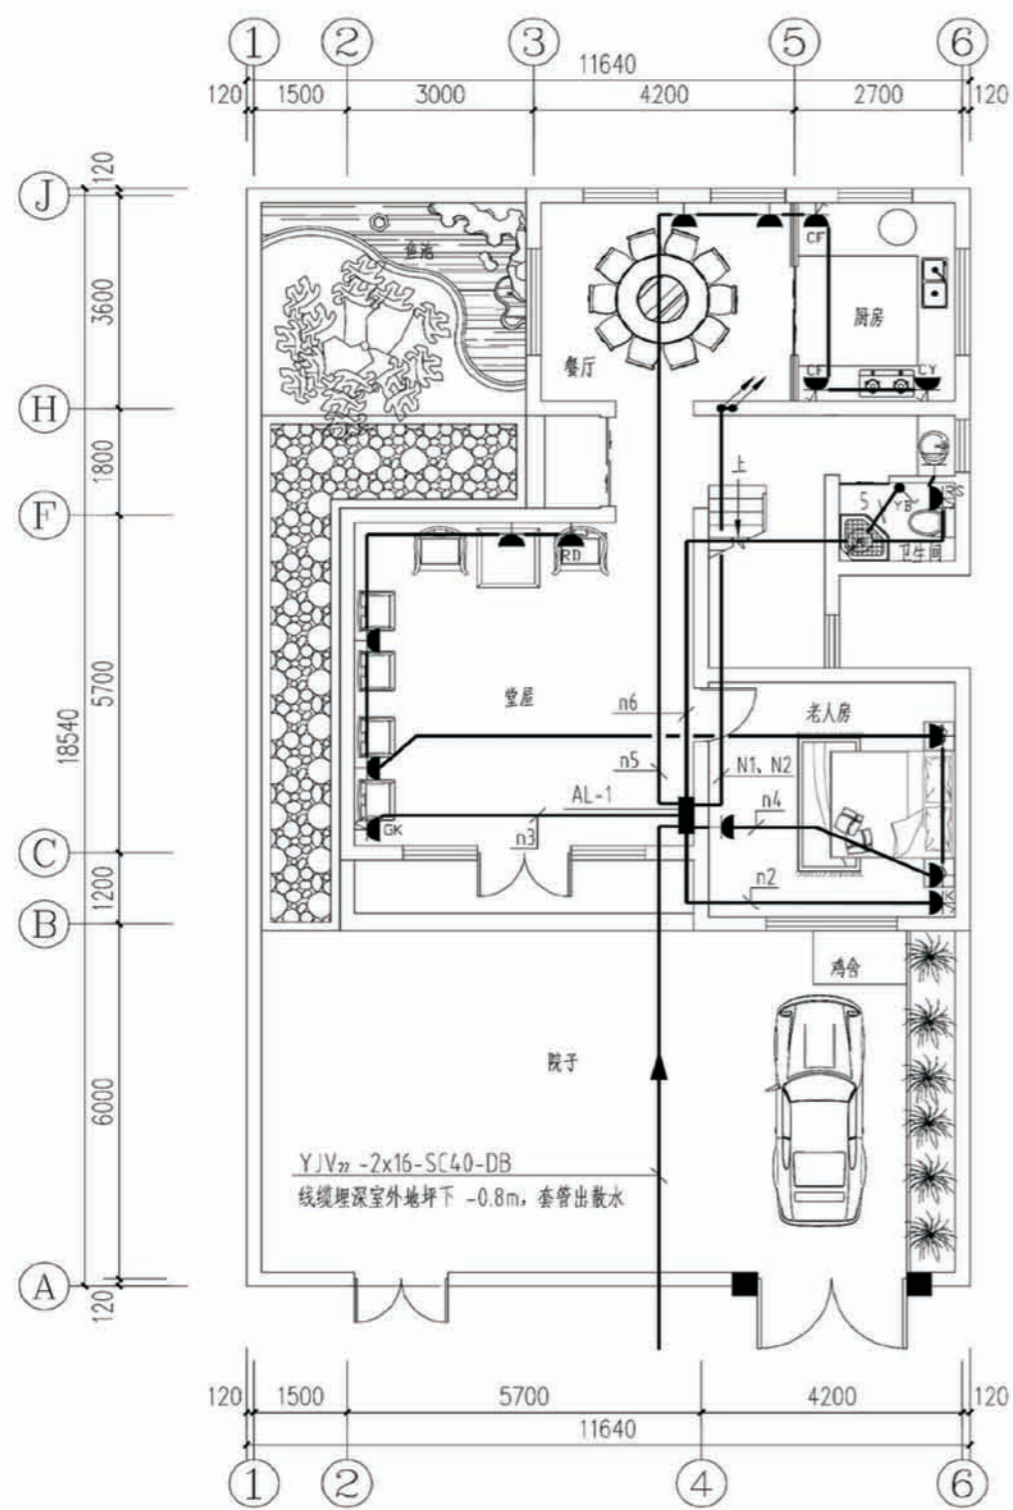 1 2 3 5 6
11640
120 1500 3000 4200 2700 120
J
120
鱼池
CF
3600
厨房
餐厅
CF CY
H
1800
上
F
5 YB
卫生间
RD
5700
18540
堂屋
n6
老人房
n5
N1、N2
AL-1
n4
GK
n3
C
1200
n2
K
B
鸡舍
院子
6000
YJV₂₂ -2x16-SC40-DB
线缆埋深室外地坪下 -0.8m，套管出散水
A
120
120 1500 5700 4200 120
11640
1 2 4 6